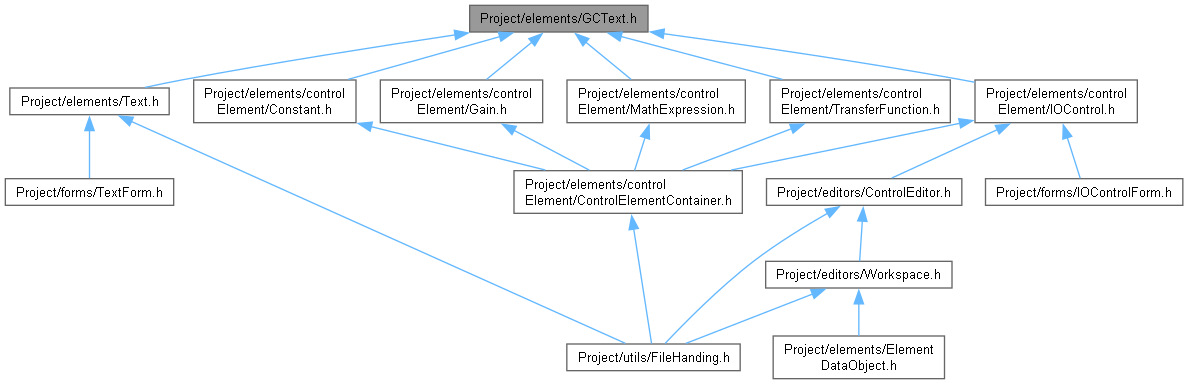 Project/elements/GCText.h
Project/elements/Text.h
Project/elements/control
Element/Constant.h
Project/elements/control
Element/Gain.h
Project/elements/control
Element/MathExpression.h
Project/elements/control
Element/TransferFunction.h
Project/elements/control
Element/IOControl.h
Project/forms/TextForm.h
Project/elements/control
Element/ControlElementContainer.h
Project/editors/ControlEditor.h
Project/forms/IOControlForm.h
Project/editors/Workspace.h
Project/utils/FileHanding.h
Project/elements/Element
DataObject.h